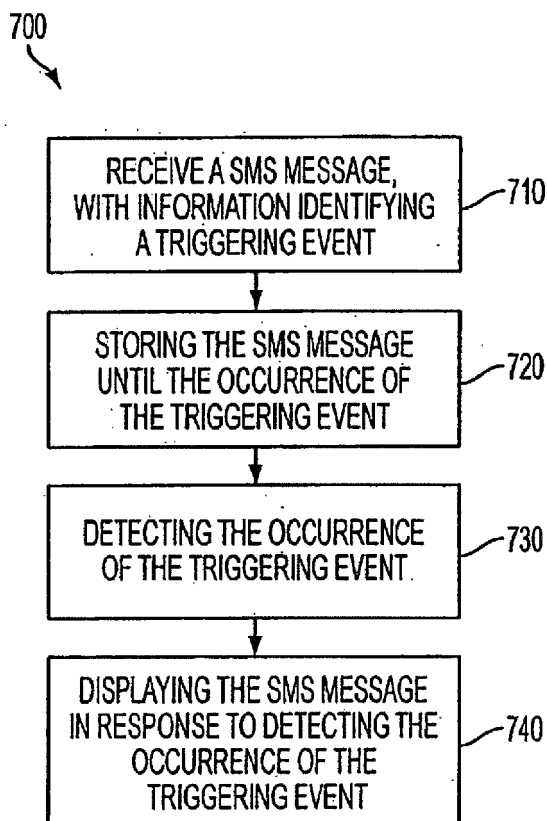 700
RECEIVE A SMS MESSAGE,
WITH INFORMATION IDENTIFYING
A TRIGGERING EVENT
710
STORING THE SMS MESSAGE
UNTIL THE OCCURRENCE OF
THE TRIGGERING EVENT
720
DETECTING THE OCCURRENCE
OF THE TRIGGERING EVENT
730
DISPLAYING THE SMS MESSAGE
IN RESPONSE TO DETECTING THE
OCCURRENCE OF THE
TRIGGERING EVENT
740